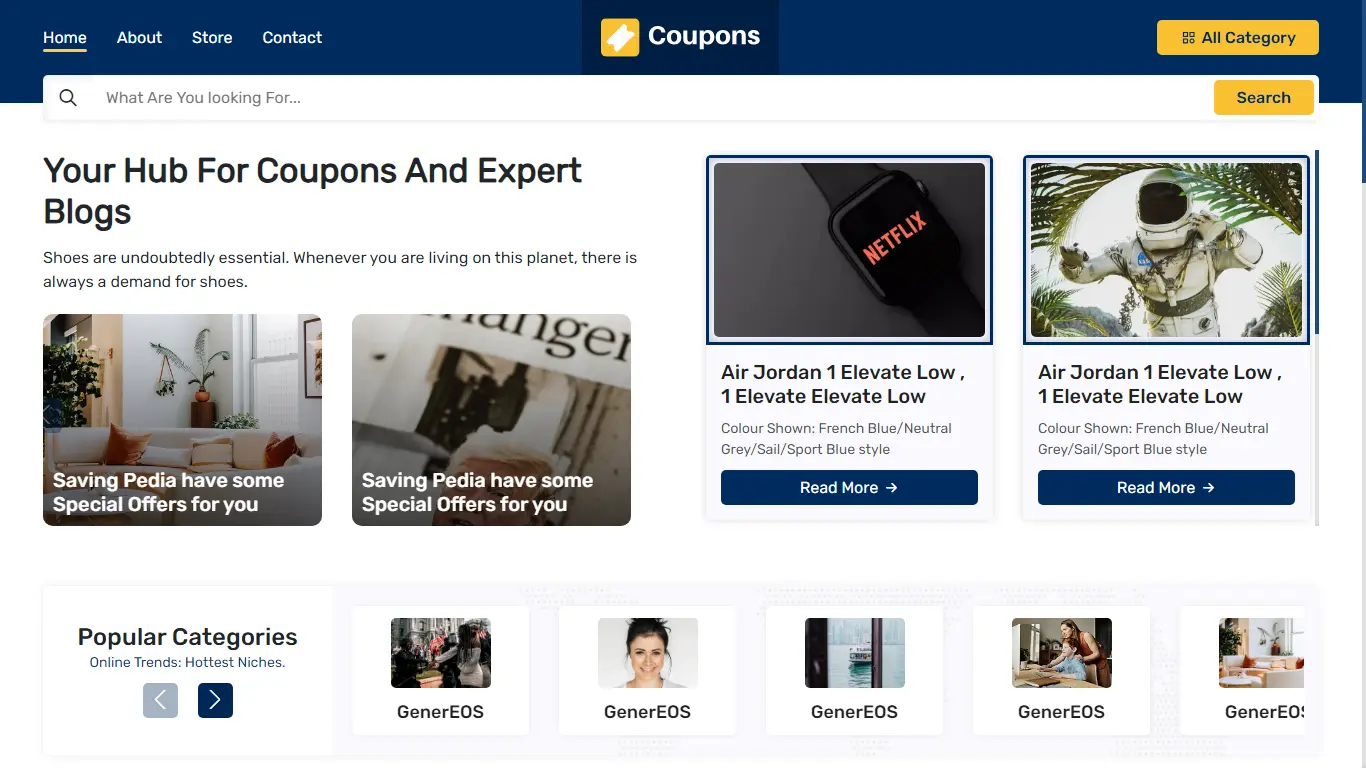 Home
About
Store
Contact
Coupons
All Category
What Are You looking For...
Search
Your Hub For Coupons And Expert
Blogs
Shoes are undoubtedly essential. Whenever you are living on this planet, there is
always a demand for shoes.
Saving Pedia have some
Special Offers for you
Saving Pedia have some
Special Offers for you
NETFLIX
Air Jordan 1 Elevate Low ,
1 Elevate Elevate Low
Colour Shown: French Blue/Neutral
Grey/Sail/Sport Blue style
Read More →
Air Jordan 1 Elevate Low ,
1 Elevate Elevate Low
Colour Shown: French Blue/Neutral
Grey/Sail/Sport Blue style
Read More →
Popular Categories
Online Trends: Hottest Niches.
GenerEOS
GenerEOS
GenerEOS
GenerEOS
GenerEOS